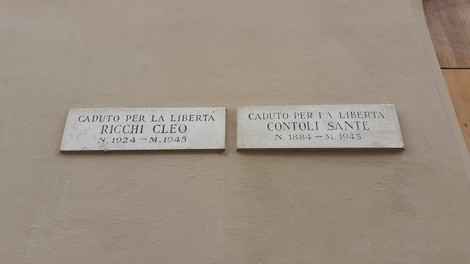 CADUTO PER LA LIBERTÀ
RICCHI CLEO
N. 1924 – M. 1945
CADUTO PER LA LIBERTÀ
CONTOLI SANTE
N. 1884 – M. 1945